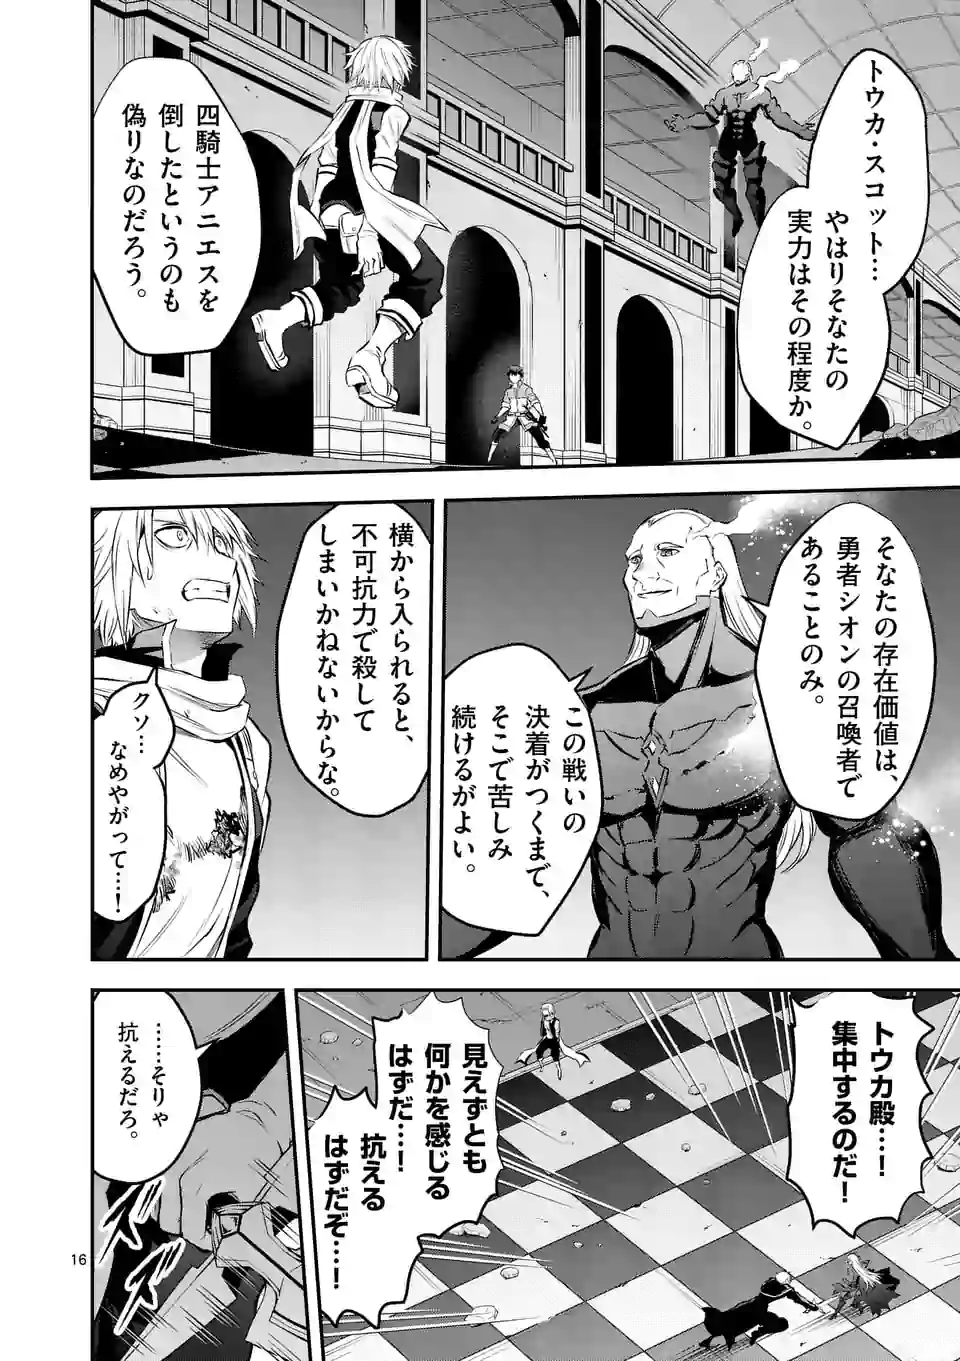 トウカ・スコット…
やはりそなたの
実力はその程度か。
四騎士アニエスを
倒したというのも
偽りなのだろう。
そなたの存在価値は、
勇者シオンの召喚者で
あることのみ。
この戦いの
決着がつくまで、
そこで苦しみ
続けるがよい。
横から入られると、
不可抗力で殺して
しまいかねないからな。
クソ…
なめやがって…！
トウカ殿…！
集中するのだ！
見えずとも
何かを感じる
はずだ…！
抗える
はずだぞ…！
……そりゃ
抗えるだろ。
ズズ
ズズ
16